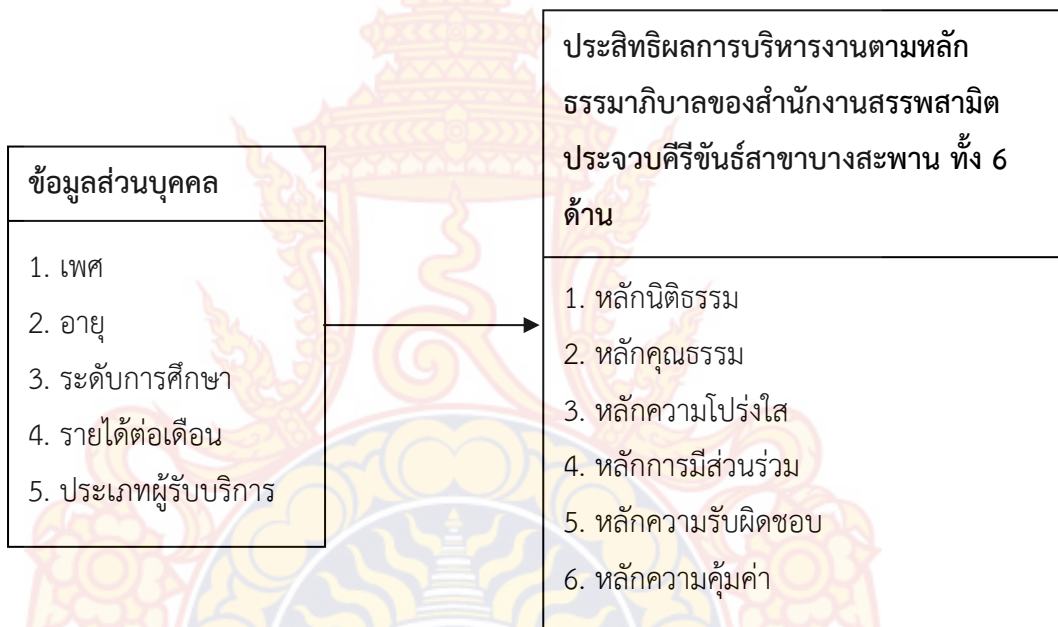 ข้อมูลส่วนบุคคล
1. เพศ
2. อายุ
3. ระดับการศึกษา
4. รายได้ต่อเดือน
5. ประเภทผู้รับบริการ
ประสิทธิผลการบริหารงานตามหลัก
ธรรมาภิบาลของสำนักงานสรรพสามิต
ประจวบคีรีขันธ์สาขาบางสะพาน ทั้ง 6
ด้าน
1. หลักนิติธรรม
2. หลักคุณธรรม
3. หลักความโปร่งใส
4. หลักการมีส่วนร่วม
5. หลักความรับผิดชอบ
6. หลักความคุ้มค่า